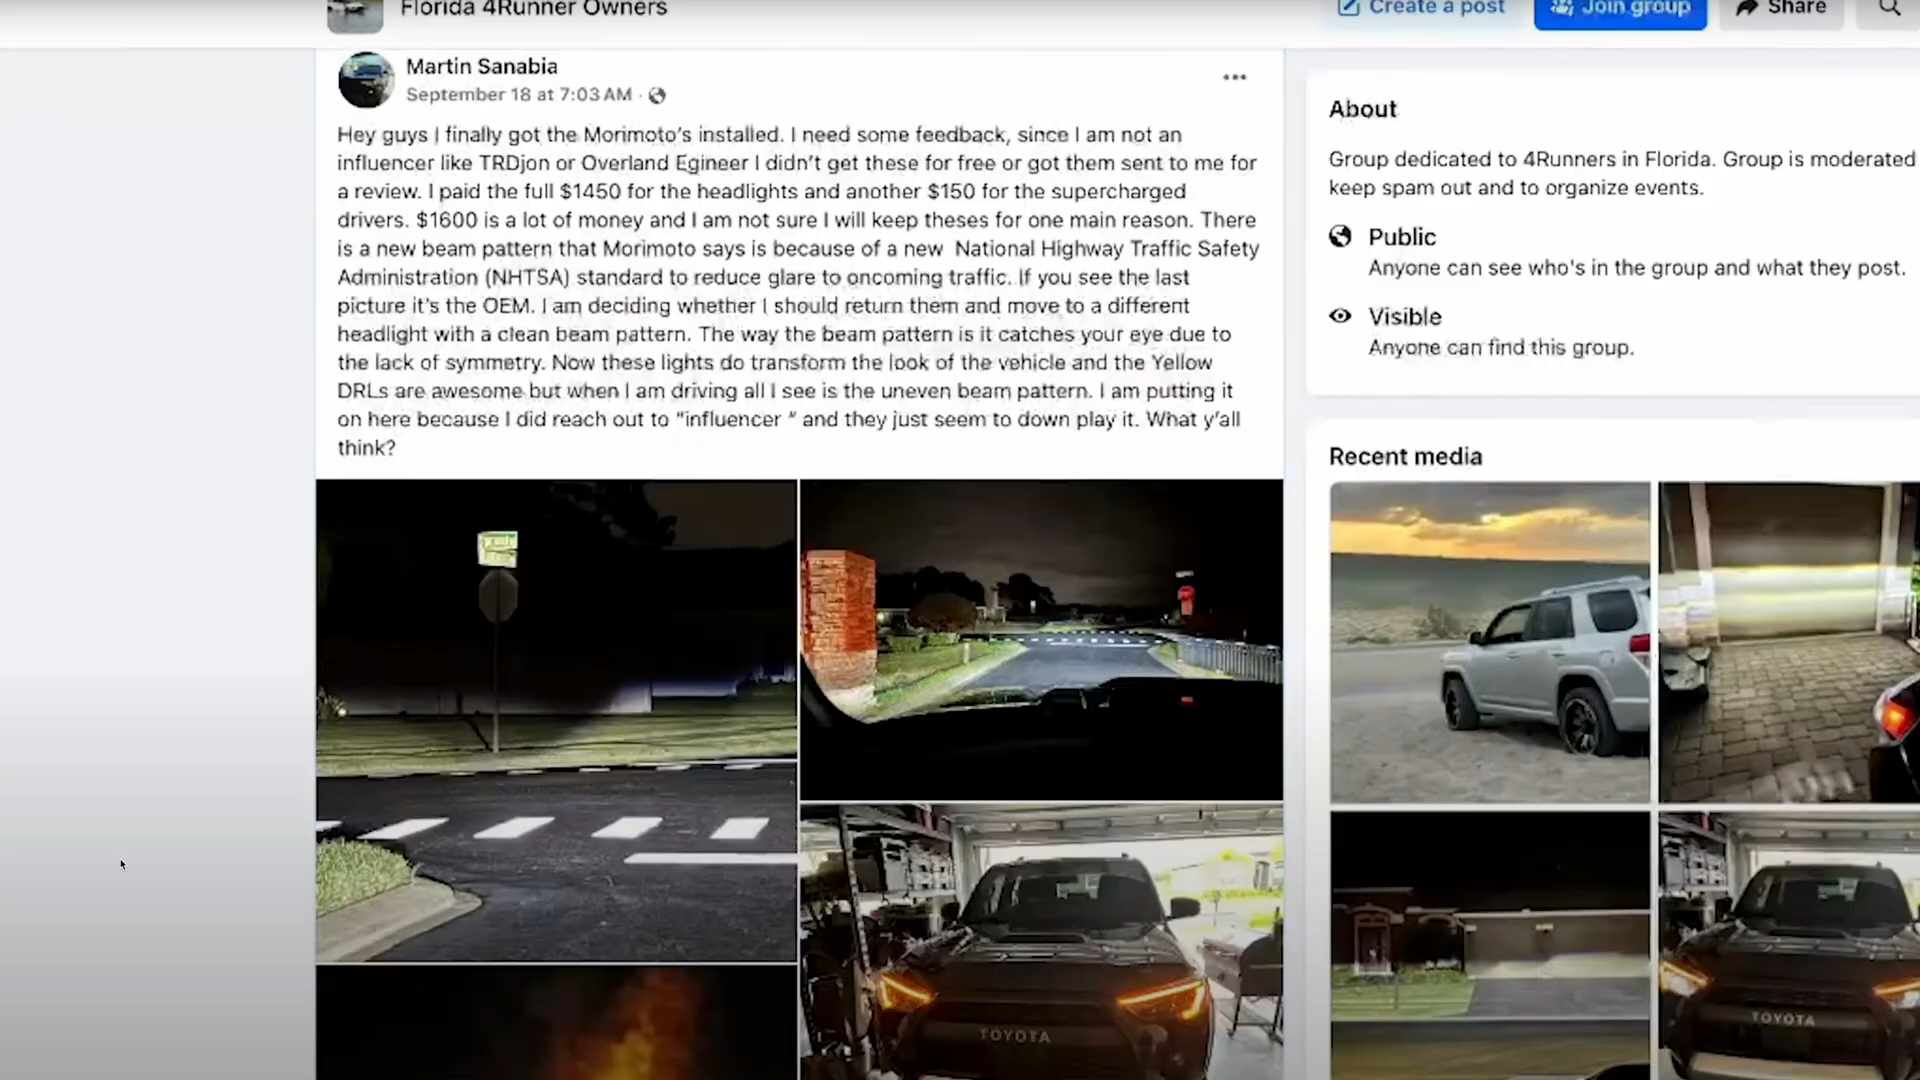 Florida 4Runner Owners
Create a post
Join group
Share
Martin Sanabia
September 18 at 7:03 AM ·
Hey guys I finally got the Morimoto's installed. I need some feedback, since I am not an
influencer like TRDjon or Overland Egineer I didn't get these for free or got them sent to me for
a review. I paid the full $1450 for the headlights and another $150 for the supercharged
drivers. $1600 is a lot of money and I am not sure I will keep theses for one main reason. There
is a new beam pattern that Morimoto says is because of a new National Highway Traffic Safety
Administration (NHTSA) standard to reduce glare to oncoming traffic. If you see the last
picture it's the OEM. I am deciding whether I should return them and move to a different
headlight with a clean beam pattern. The way the beam pattern is it catches your eye due to
the lack of symmetry. Now these lights do transform the look of the vehicle and the Yellow
DRLs are awesome but when I am driving all I see is the uneven beam pattern. I am putting it
on here because I did reach out to "influencer " and they just seem to down play it. What y'all
think?
About
Group dedicated to 4Runners in Florida. Group is moderated
keep spam out and to organize events.
Public
Anyone can see who's in the group and what they post.
Visible
Anyone can find this group.
Recent media
TOYOTA
TOYOTA